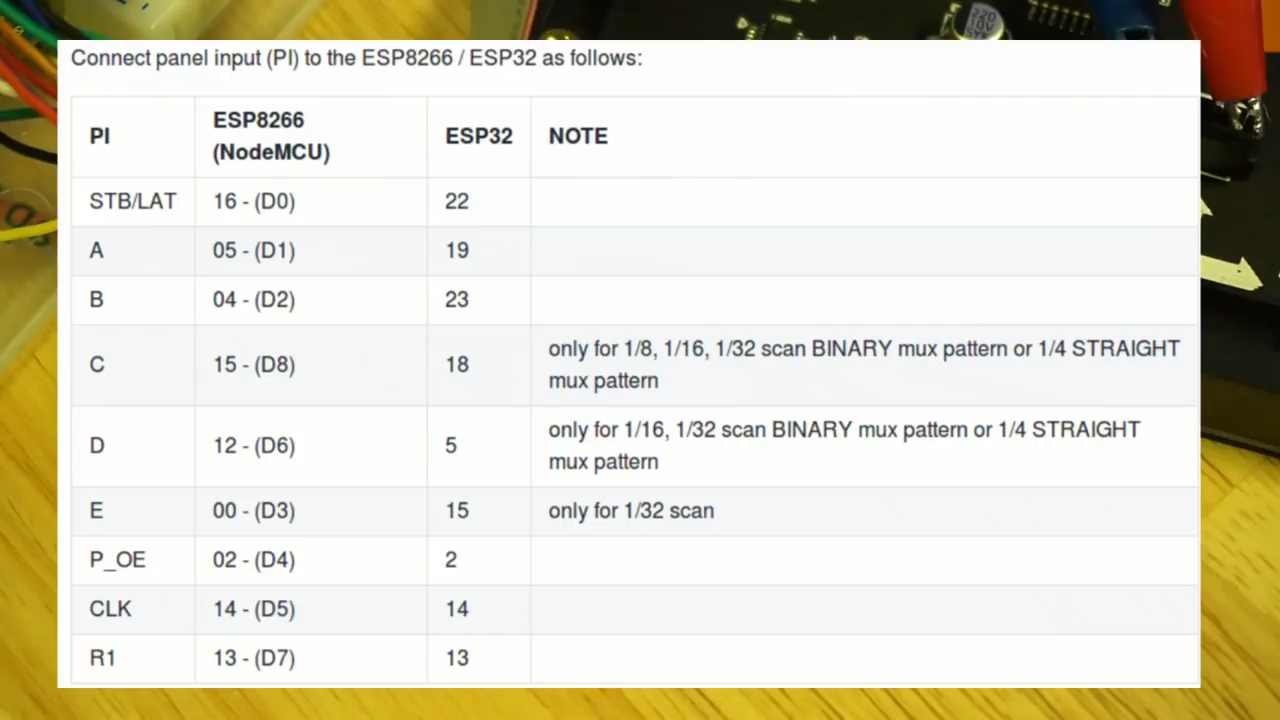 Connect panel input (PI) to the ESP8266 / ESP32 as follows:
PI ESP8266 (NodeMCU) ESP32 NOTE
STB/LAT 16 - (D0) 22
A 05 - (D1) 19
B 04 - (D2) 23
C 15 - (D8) 18 only for 1/8, 1/16, 1/32 scan BINARY mux pattern or 1/4 STRAIGHT
mux pattern
D 12 - (D6) 5 only for 1/16, 1/32 scan BINARY mux pattern or 1/4 STRAIGHT
mux pattern
E 00 - (D3) 15 only for 1/32 scan
P_OE 02 - (D4) 2
CLK 14 - (D5) 14
R1 13 - (D7) 13